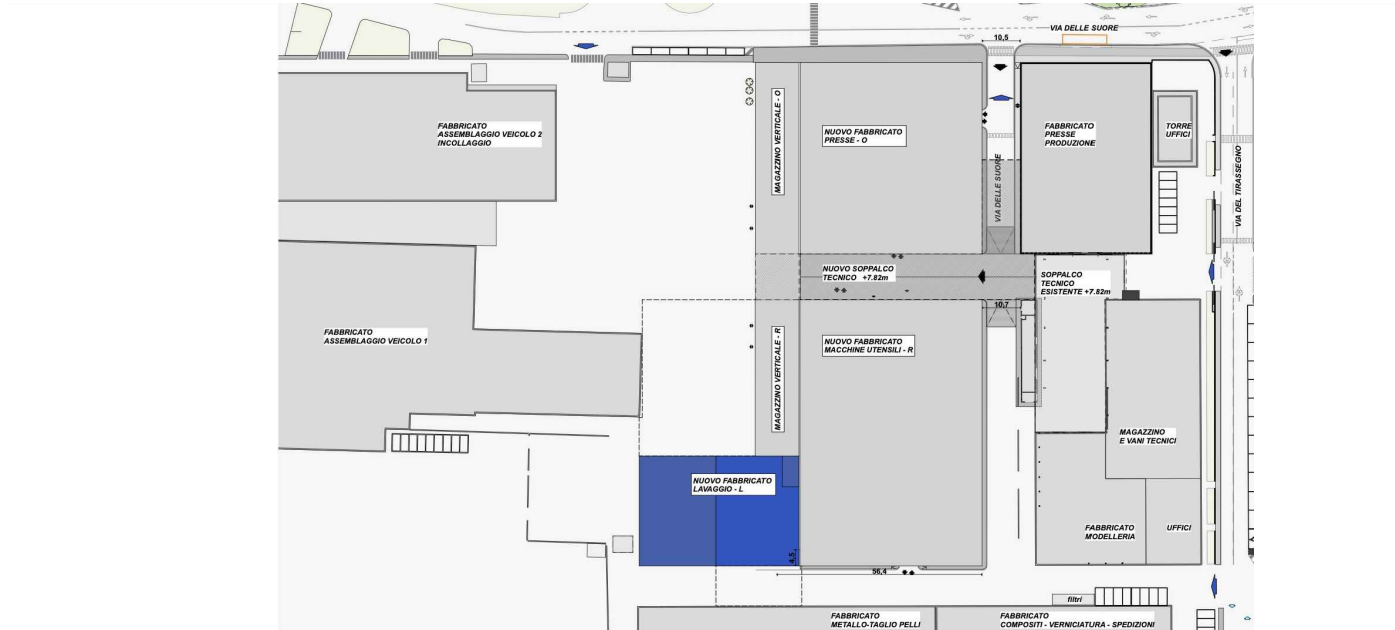 VIA DELLE SUORE
10,5
FABBRICATO
ASSEMBLAGGIO VEICOLO 2
INCOLLAGGIO
MAGAZZINO VERTICALE - O
NUOVO FABBRICATO
PRESSE - O
VIA DELLE SUORE
FABBRICATO
PRESSE
PRODUZIONE
TORRE
UFFICI
VIA DEL TIRASSEGNO
NUOVO SOPPALCO
TECNICO +7.82m
SOPPALCO
TECNICO
ESISTENTE +7.82m
10,7
FABBRICATO
ASSEMBLAGGIO VEICOLO 1
MAGAZZINO VERTICALE - R
NUOVO FABBRICATO
MACCHINE UTENSILI - R
MAGAZZINO
E VANI TECNICI
NUOVO FABBRICATO
LAVAGGIO - L
FABBRICATO
MODELLERIA
UFFICI
4,5
56,4
filtri
FABBRICATO
METALLO-TAGLIO PELLI
FABBRICATO
COMPOSITI - VERNICIATURA - SPEDIZIONI